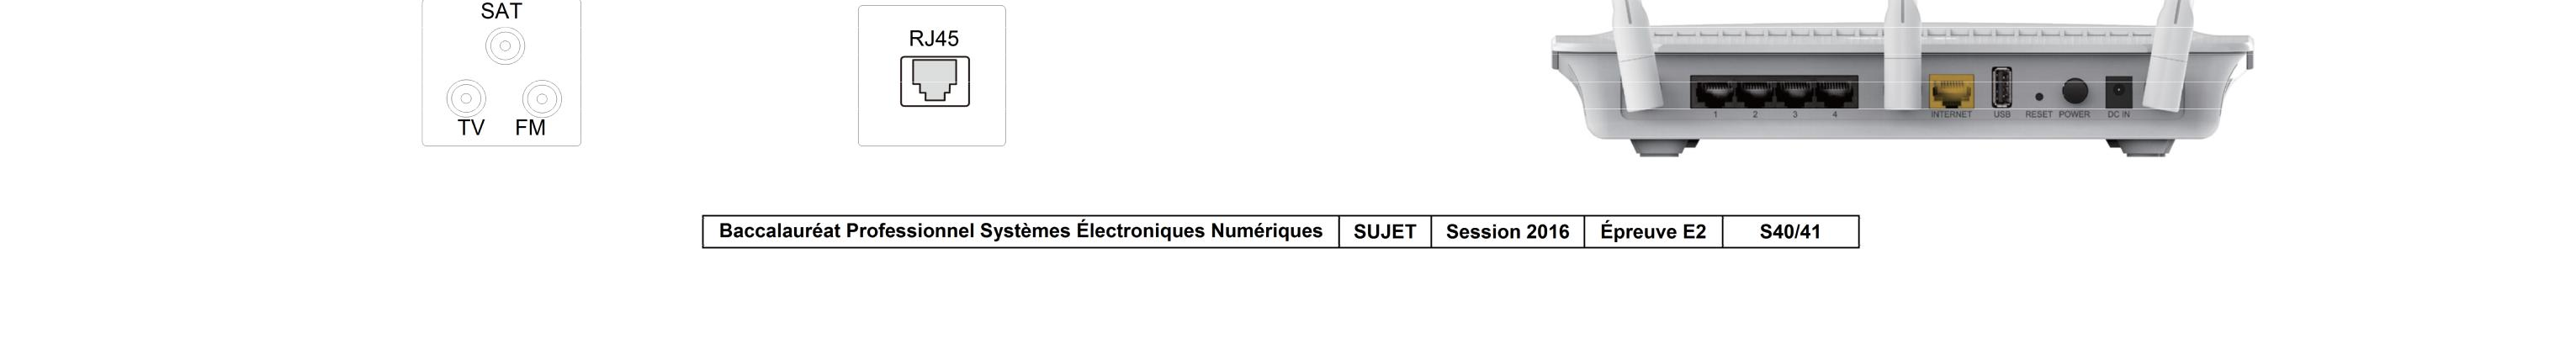 SAT
TV FM
RJ45
1 2 3 4 INTERNET USB RESET POWER DC IN
Baccalauréat Professionnel Systèmes Électroniques Numériques SUJET Session 2016 Épreuve E2 S40/41